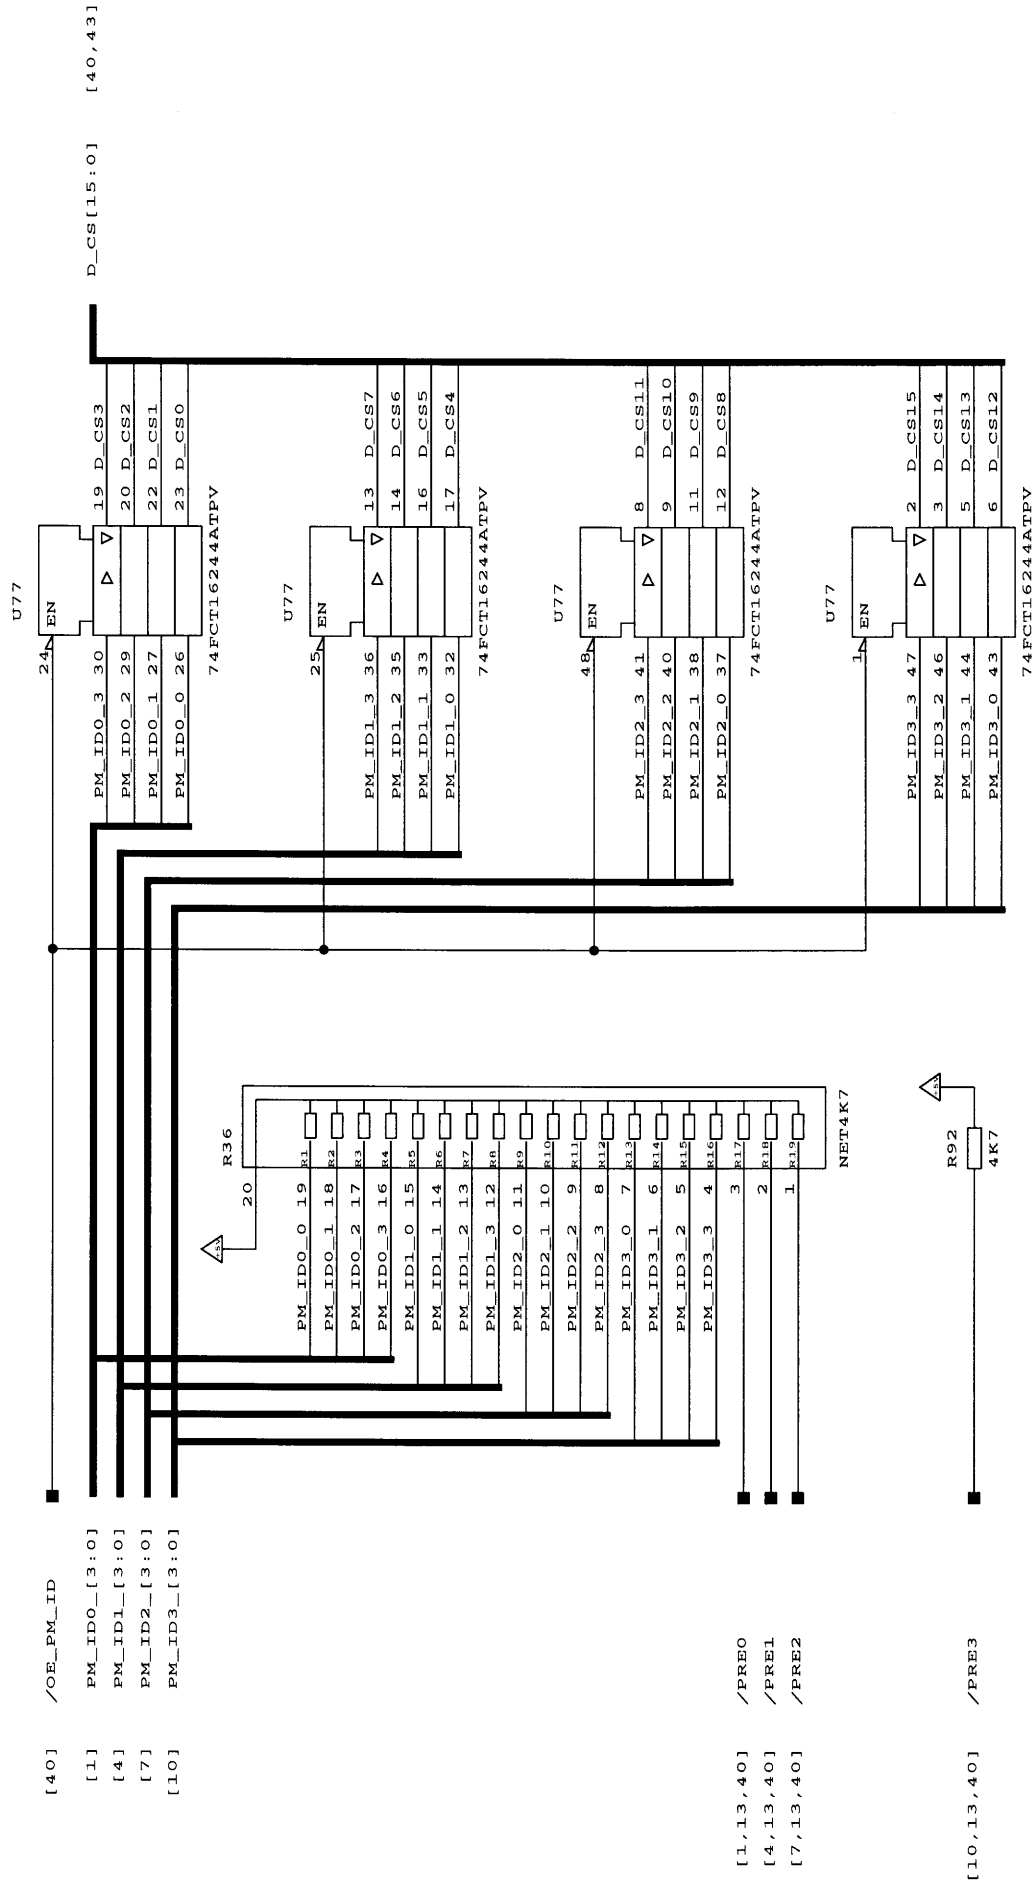 [40] /OE_PM_ID
[1] PM_ID0_[3:0]
[4] PM_ID1_[3:0]
[7] PM_ID2_[3:0]
[10] PM_ID3_[3:0]
D_CS[15:0] [40,43]
U77
24
EN
PM_ID0_3 30 19 D_CS3
PM_ID0_2 29 20 D_CS2
PM_ID0_1 27 22 D_CS1
PM_ID0_0 26 23 D_CS0
74FCT16244ATPV
U77
25
EN
PM_ID1_3 36 13 D_CS7
PM_ID1_2 35 14 D_CS6
PM_ID1_1 33 16 D_CS5
PM_ID1_0 32 17 D_CS4
74FCT16244ATPV
U77
48
EN
PM_ID2_3 41 8 D_CS11
PM_ID2_2 40 9 D_CS10
PM_ID2_1 38 11 D_CS9
PM_ID2_0 37 12 D_CS8
74FCT16244ATPV
U77
1
EN
PM_ID3_3 47 2 D_CS15
PM_ID3_2 46 3 D_CS14
PM_ID3_1 44 5 D_CS13
PM_ID3_0 43 6 D_CS12
74FCT16244ATPV
+5V
R36
20
PM_ID0_0 19 R1
PM_ID0_1 18 R2
PM_ID0_2 17 R3
PM_ID0_3 16 R4
PM_ID1_0 15 R5
PM_ID1_1 14 R6
PM_ID1_2 13 R7
PM_ID1_3 12 R8
PM_ID2_0 11 R9
PM_ID2_1 10 R10
PM_ID2_2 9 R11
PM_ID2_3 8 R12
PM_ID3_0 7 R13
PM_ID3_1 6 R14
PM_ID3_2 5 R15
PM_ID3_3 4 R16
[1,13,40] /PRE0 3 R17
[4,13,40] /PRE1 2 R18
[7,13,40] /PRE2 1 R19
NET4K7
+5V
R92
[10,13,40] /PRE3
4K7